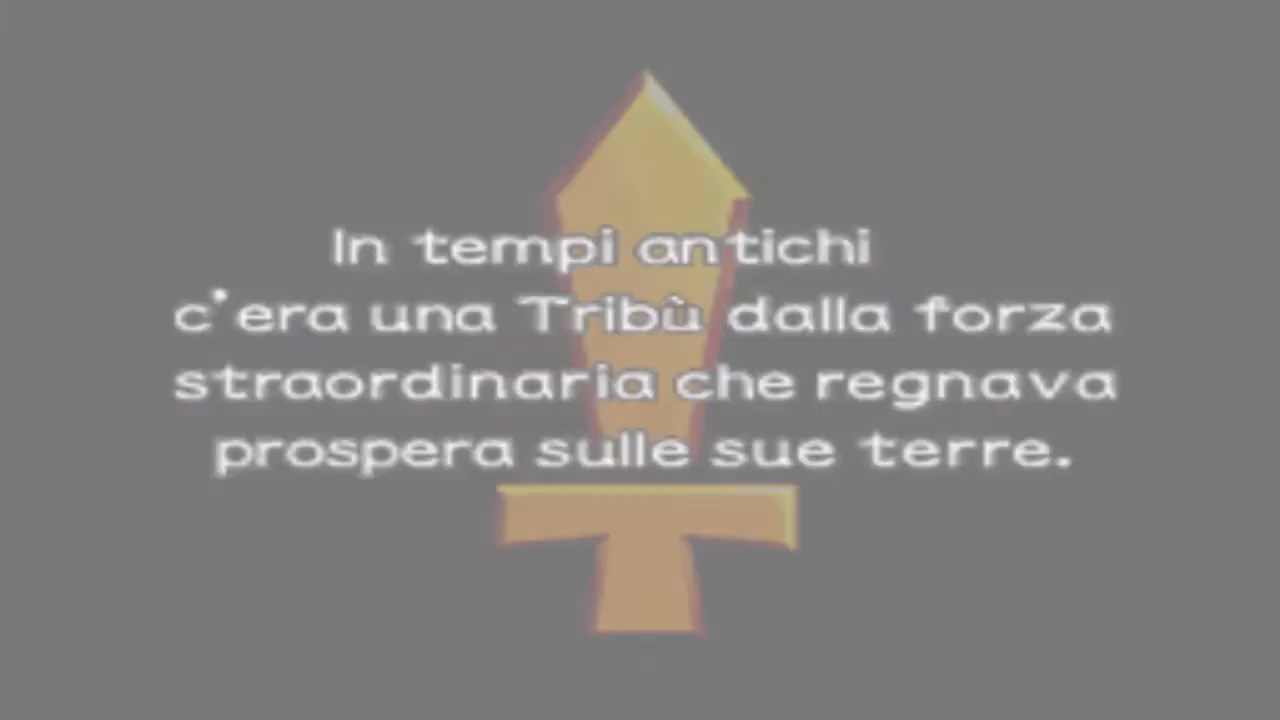 In tempi antichi
c'era una Tribù dalla forza
straordinaria che regnava
prospera sulle sue terre.